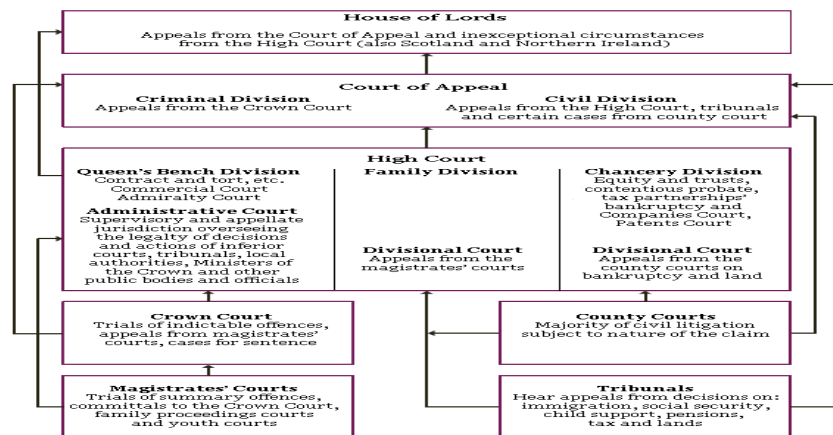 House of Lords
Appeals from the Court of Appeal and inexceptional circumstances
from the High Court (also Scotland and Northern Ireland)
Court of Appeal
Criminal Division
Appeals from the Crown Court
Civil Division
Appeals from the High Court, tribunals
and certain cases from county court
High Court
Queen's Bench Division
Contract and tort, etc.
Commercial Court
Admiralty Court
Administrative Court
Supervisory and appellate
jurisdiction overseeing
the legalty of decisions
and actions of inferior
courts, tribunals, local
authorities, Ministers of
the Crown and other
public bodies and officials
Family Division
Divisional Court
Appeals from the
magistrates' courts
Chancery Division
Equity and trusts,
contentious probate,
tax partnerships'
bankruptcy and
Companies Court,
Patents Court
Divisional Court
Appeals from the
county courts on
bankruptcy and land
Crown Court
Trials of indictable offences,
appeals from magistrates'
courts, cases for sentence
County Courts
Majority of civil litigation
subject to nature of the claim
Magistrates' Courts
Trials of summary offences,
committals to the Crown Court,
family proceedings courts
and youth courts
Tribunals
Hear appeals from decisions on:
immigration, social security,
child support, pensions,
tax and lands